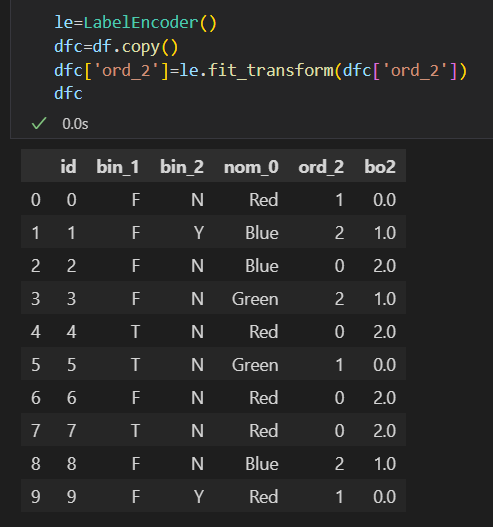 le=LabelEncoder()
dfc=df.copy()
dfc['ord_2']=le.fit_transform(dfc['ord_2'])
dfc
0.0s
id bin_1 bin_2 nom_0 ord_2 bo2
0 0 F N Red 1 0.0
1 1 F Y Blue 2 1.0
2 2 F N Blue 0 2.0
3 3 F N Green 2 1.0
4 4 T N Red 0 2.0
5 5 T N Green 1 0.0
6 6 F N Red 0 2.0
7 7 T N Red 0 2.0
8 8 F N Blue 2 1.0
9 9 F Y Red 1 0.0